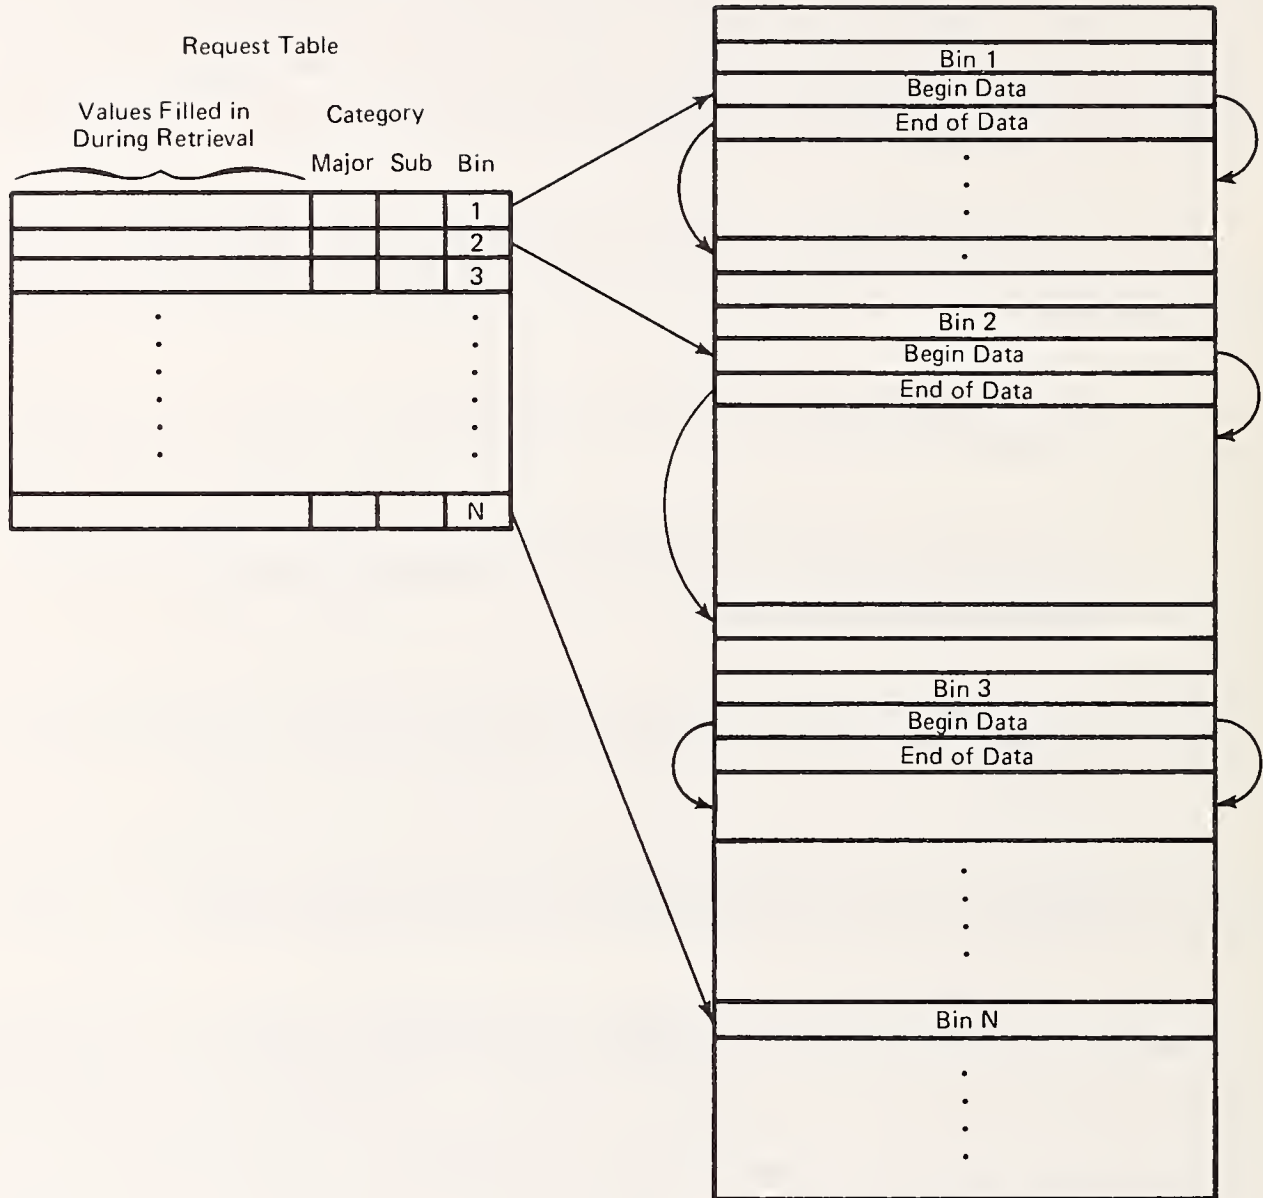 Request Table
Values Filled in
During Retrieval
Category
Major Sub Bin
1
2
3
N
Bin 1
Begin Data
End of Data
Bin 2
Begin Data
End of Data
Bin 3
Begin Data
End of Data
Bin N